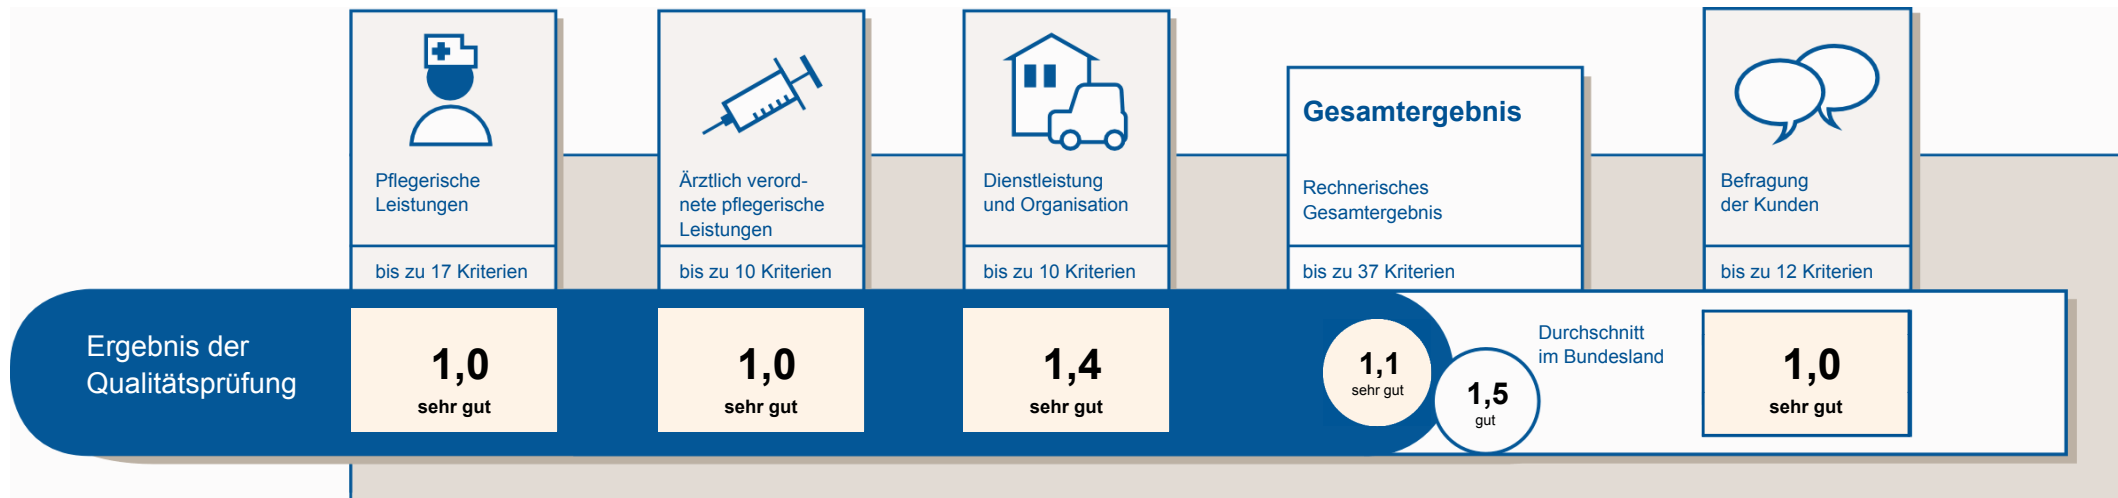 Pflegerische
Leistungen
bis zu 17 Kriterien
Ärztlich verord-
nete pflegerische
Leistungen
bis zu 10 Kriterien
Dienstleistung
und Organisation
bis zu 10 Kriterien
Gesamtergebnis
Rechnerisches
Gesamtergebnis
bis zu 37 Kriterien
Befragung
der Kunden
bis zu 12 Kriterien
Ergebnis der
Qualitätsprüfung
1,0
sehr gut
1,0
sehr gut
1,4
sehr gut
1,1
sehr gut
1,5
gut
Durchschnitt
im Bundesland
1,0
sehr gut